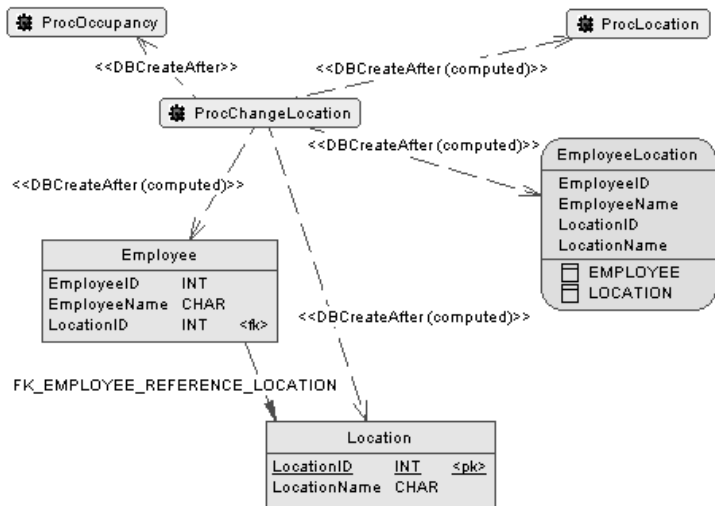 ProcOccupancy
ProcLocation
<<DBCreateAfter>>
<<DBCreateAfter (computed)>>
ProcChangeLocation
<<DBCreateAfter (computed)>>
EmployeeLocation
<<DBCreateAfter (computed)>>
EmployeeID
EmployeeName
LocationID
LocationName
Employee
EMPLOYEE
LOCATION
EmployeeID INT
EmployeeName CHAR
LocationID INT <fk>
<<DBCreateAfter (computed)>>
FK_EMPLOYEE_REFERENCE_LOCATION
Location
LocationID INT <pk>
LocationName CHAR